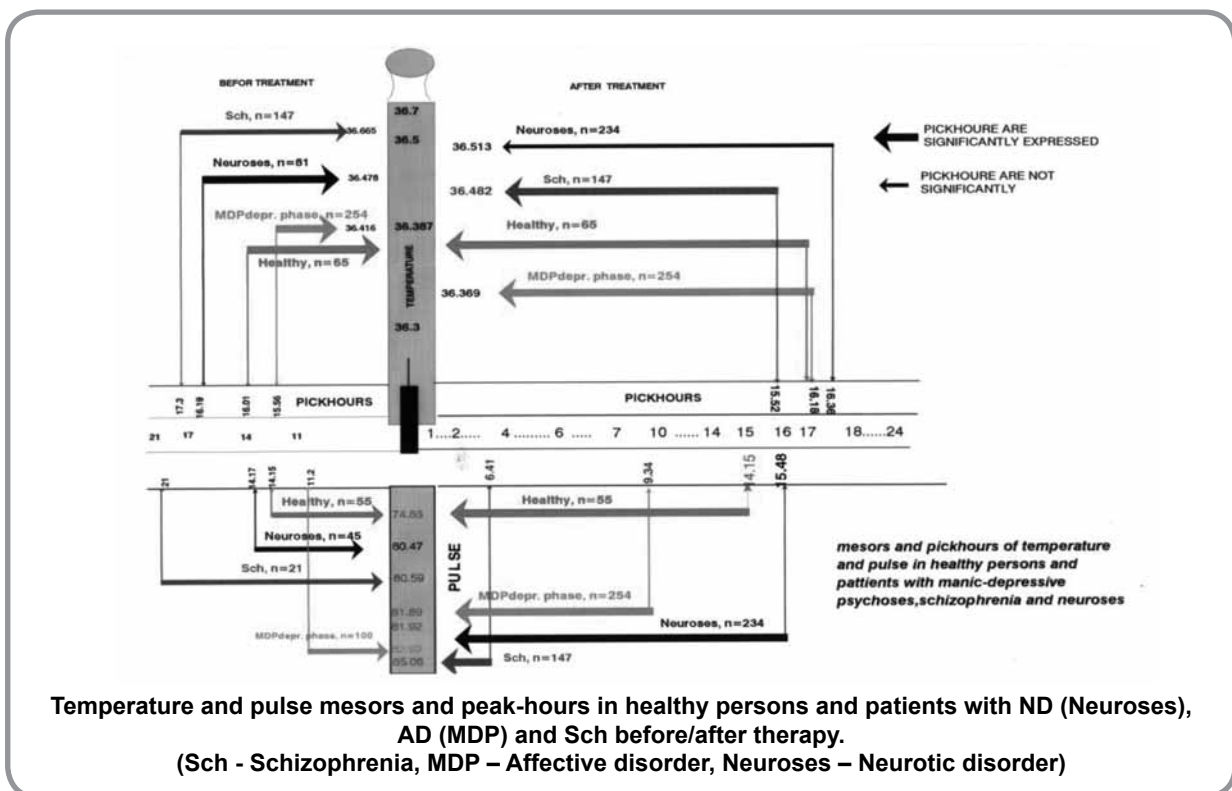 BEFOR TREATMENT
AFTER TREATMENT
Sch, n=147
36.665
36.7
36.5
Neuroses, n=234
36.513
PICKHOURE ARE
SIGNIFICANTLY EXPRESSED
Neuroses, n=81
36.478
Sch, n=147
36.482
PICKHOURE ARE NOT
SIGNIFICANTLY
MDPdepr. phase, n=254
36.416
36.387
Healthy, n=65
Healthy, n=65
TEMPERATURE
MDPdepr. phase, n=254
36.369
36.3
17.3
16.19
16.01
15.56
PICKHOURS
PICKHOURS
15.52
16.16
16.36
21 17 14 11
1....2..... 4 ........ 6 ..... 7 10 ...... 14 15 16 17 18......24
21
14.17
14.15
11.2
6.41
9.34
14.15
15.48
Healthy, n=55
74.55
Healthy, n=55
Neuroses, n=45
80.47
PULSE
Sch, n=21
80.59
MDPdepr. phase, n=254
81.89
81.92
Neuroses, n=234
MDPdepr. phase, n=100
85.06
Sch, n=147
mesors and pickhours of temperature
and pulse in healthy persons and
pattients with manic-depressive
psychoses,schizophrenia and neuroses
Temperature and pulse mesors and peak-hours in healthy persons and patients with ND (Neuroses),
AD (MDP) and Sch before/after therapy.
(Sch - Schizophrenia, MDP – Affective disorder, Neuroses – Neurotic disorder)